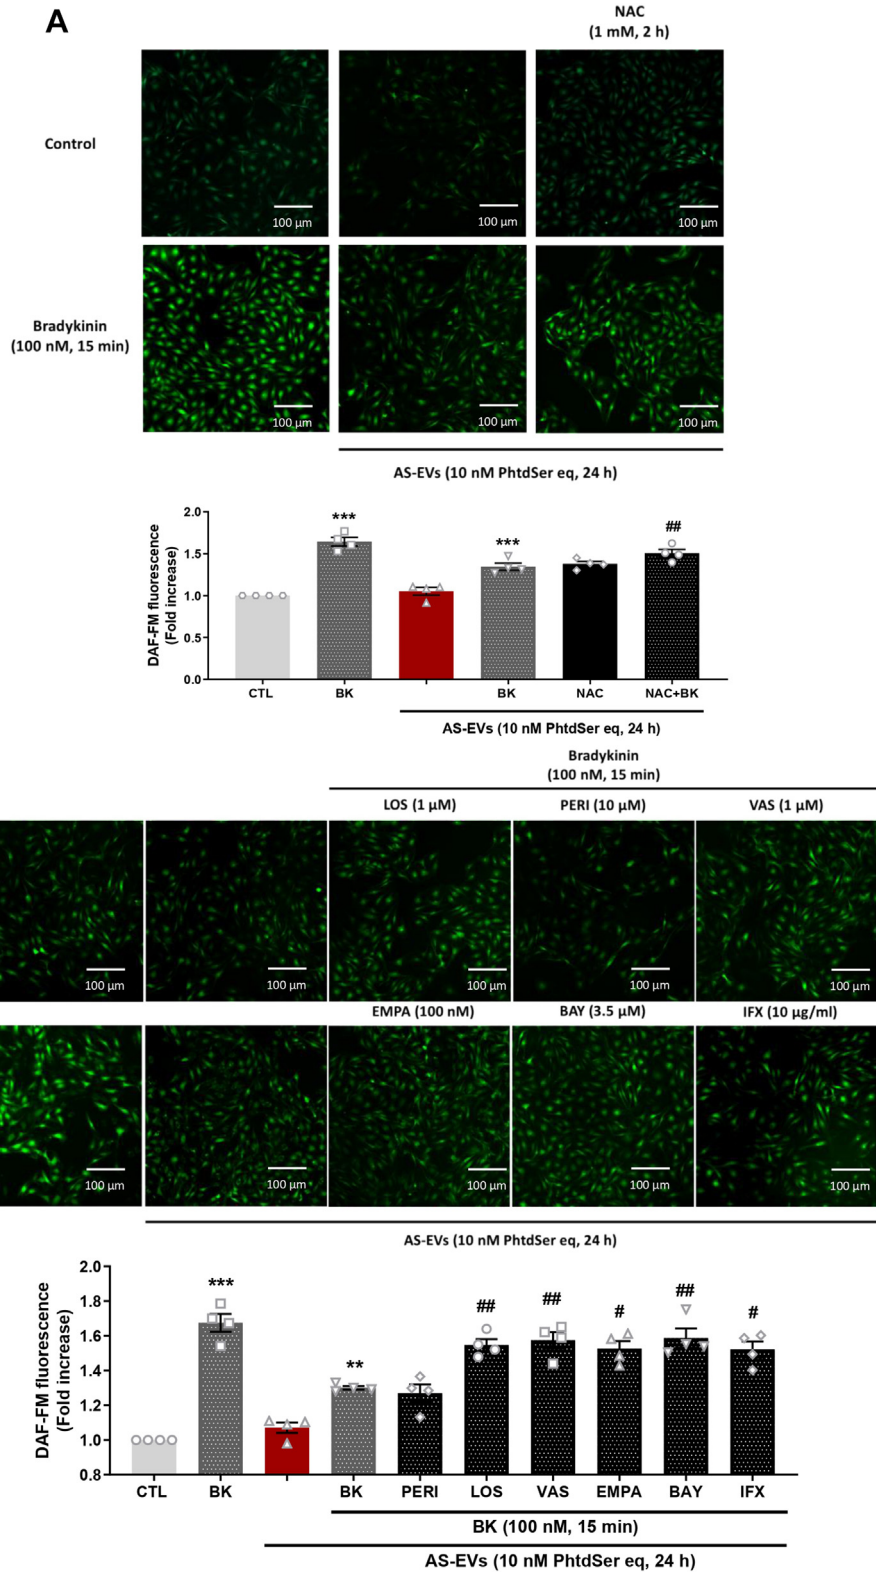 A
NAC
(1 mM, 2 h)
Control
100 µm
100 µm
100 µm
Bradykinin
(100 nM, 15 min)
100 µm
100 µm
100 µm
AS-EVs (10 nM PhtdSer eq, 24 h)
DAF-FM fluorescence
(Fold increase)
2.0
1.5
1.0
0.5
0.0
***
***
##
CTL
BK
BK
NAC
NAC+BK
AS-EVs (10 nM PhtdSer eq, 24 h)
Bradykinin
(100 nM, 15 min)
LOS (1 µM)
PERI (10 µM)
VAS (1 µM)
100 µm
100 µm
100 µm
100 µm
100 µm
EMPA (100 nM)
BAY (3.5 µM)
IFX (10 µg/ml)
100 µm
100 µm
100 µm
100 µm
100 µm
AS-EVs (10 nM PhtdSer eq, 24 h)
DAF-FM fluorescence
(Fold increase)
2.0
1.8
1.6
1.4
1.2
1.0
0.8
***
**
##
##
#
##
#
CTL
BK
BK
PERI
LOS
VAS
EMPA
BAY
IFX
BK (100 nM, 15 min)
AS-EVs (10 nM PhtdSer eq, 24 h)